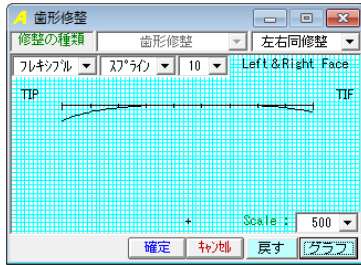 歯形修整
修整の種類 歯形修整 左右同修整
フレキシブル スプライン 10 Left&Right Face
TIP TIF
Scale : 500
確定 キャンセル 戻す グラフ